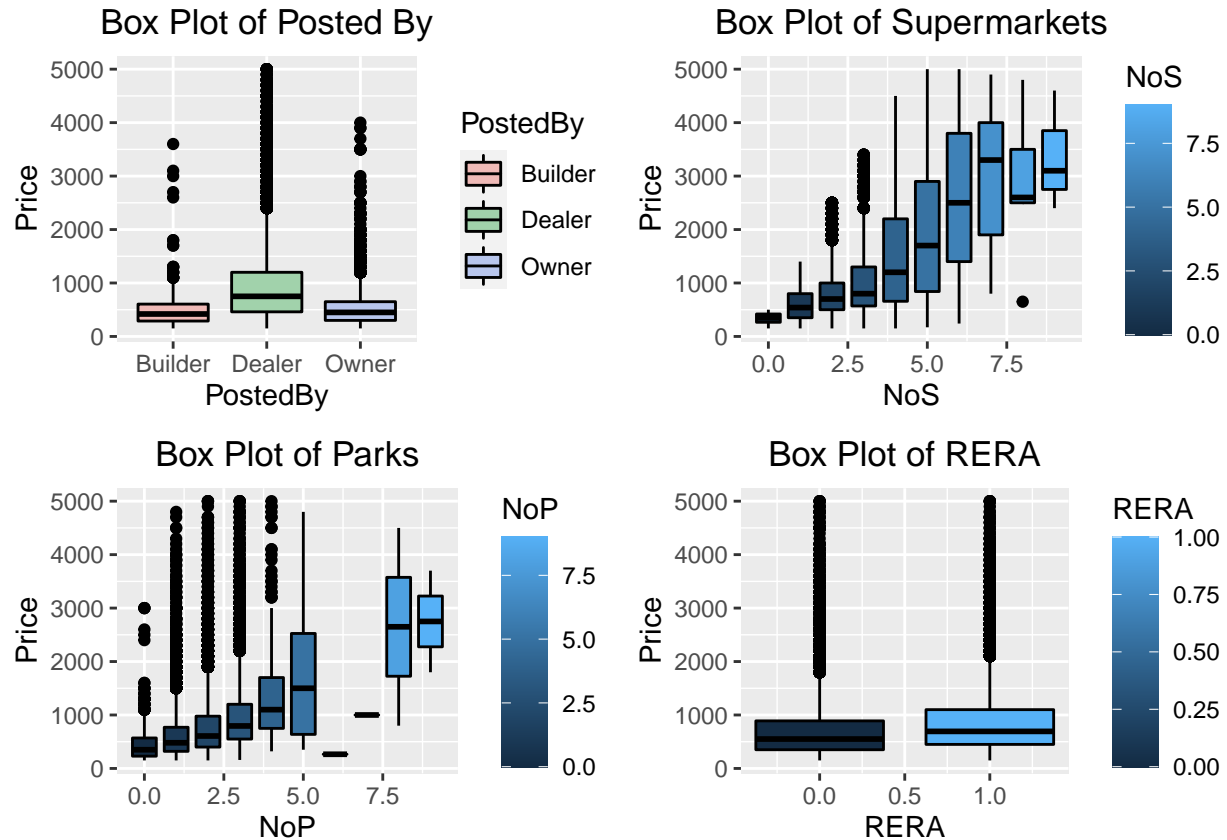 Box Plot of Posted By
5000
4000
3000
2000
1000
0
Price
Builder Dealer Owner
PostedBy
PostedBy
Builder
Dealer
Owner
Box Plot of Supermarkets
5000
4000
3000
2000
1000
0
Price
0.0 2.5 5.0 7.5
NoS
NoS
7.5
5.0
2.5
0.0
Box Plot of Parks
5000
4000
3000
2000
1000
0
Price
0.0 2.5 5.0 7.5
NoP
NoP
7.5
5.0
2.5
0.0
Box Plot of RERA
5000
4000
3000
2000
1000
0
Price
0.0 0.5 1.0
RERA
RERA
1.00
0.75
0.50
0.25
0.00